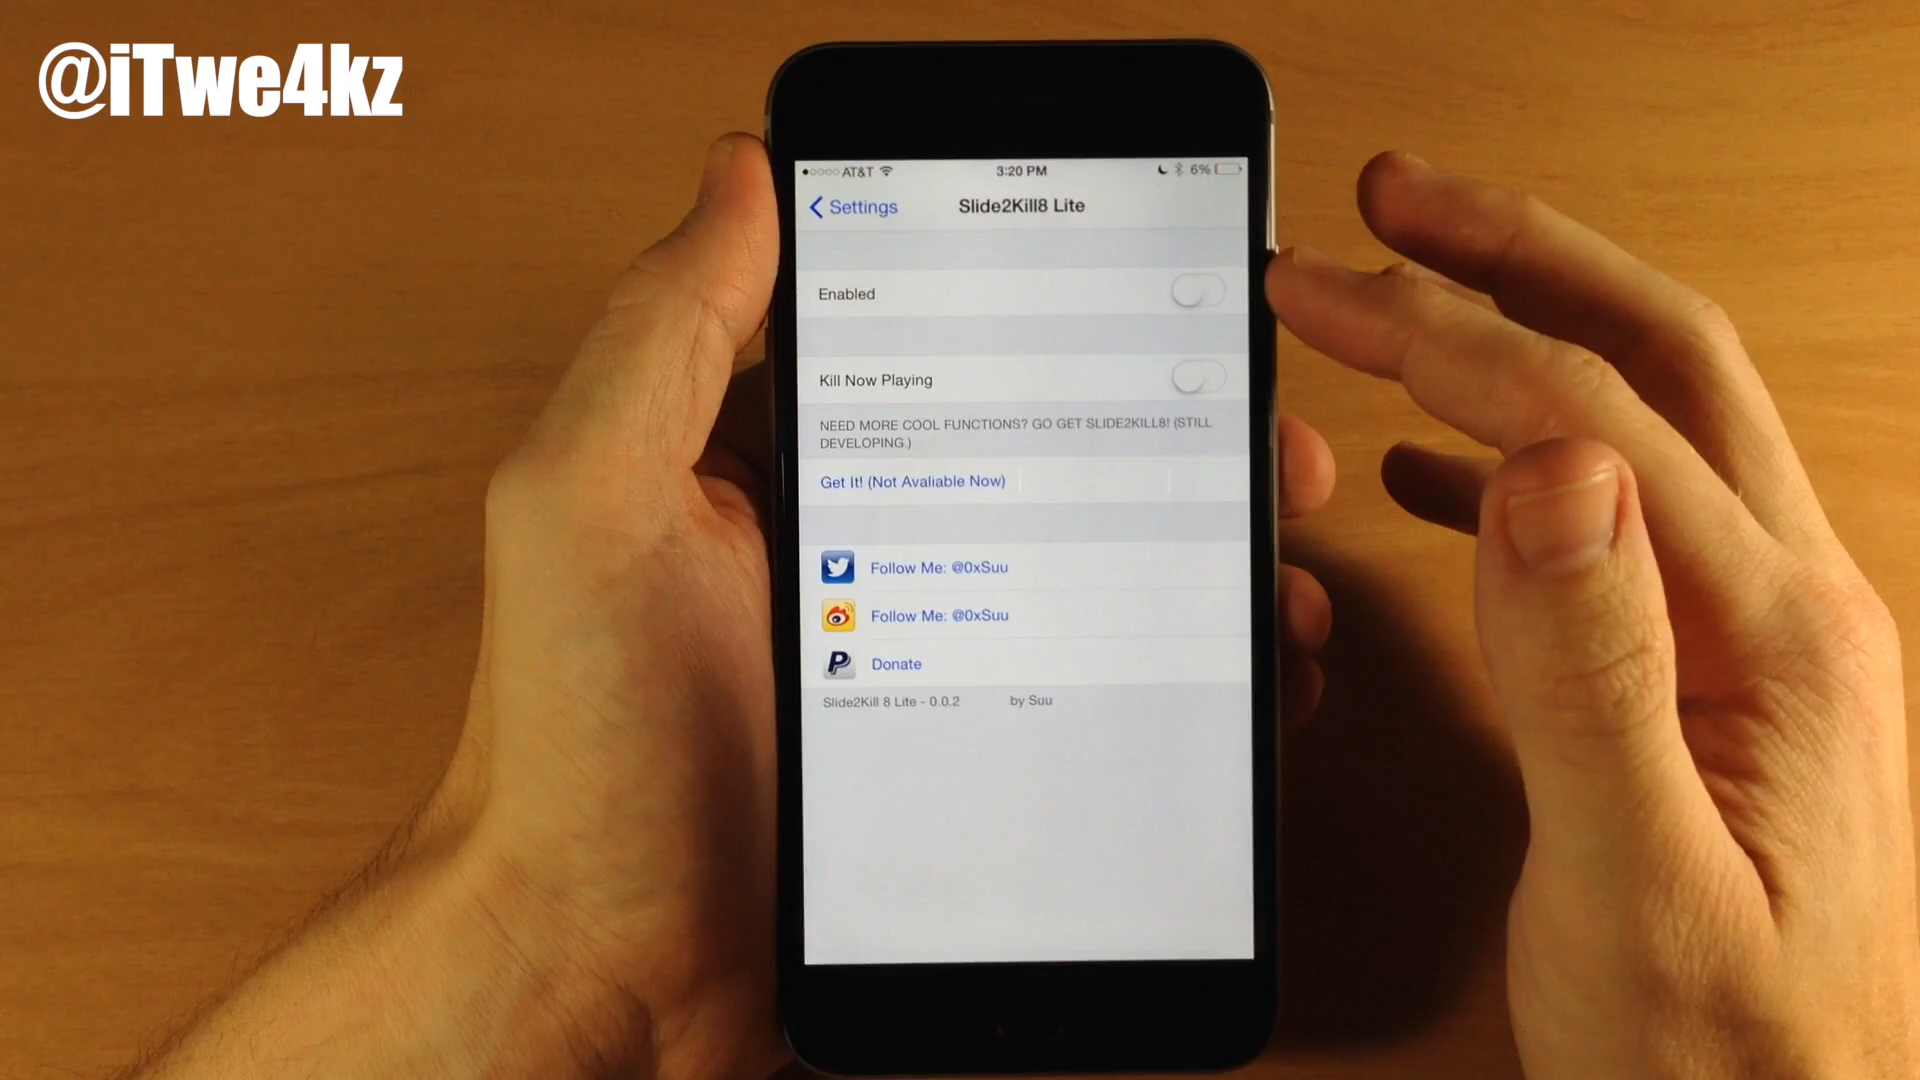 @iTwe4kz
AT&T 3:20 PM 6%
Settings Slide2Kill8 Lite
Enabled
Kill Now Playing
NEED MORE COOL FUNCTIONS? GO GET SLIDE2KILL8! (STILL
DEVELOPING.)
Get It! (Not Avaliable Now)
Follow Me: @0xSuu
Follow Me: @0xSuu
Donate
Slide2Kill 8 Lite - 0.0.2 by Suu